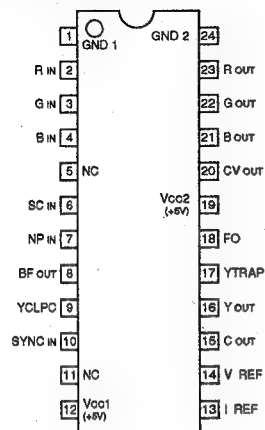 1 GND 1 GND 2 24
R IN 2 23 R OUT
G IN 3 22 G OUT
B IN 4 21 B OUT
5 NC 20 CV OUT
SC IN 6 Vcc2 (+5V) 19
NP IN 7 18 FO
BF OUT 8 17 YTRAP
YCLPC 9 16 Y OUT
SYNC IN 10 15 C OUT
11 NC 14 V REF
12 Vcc1 (+5V) 13 I REF